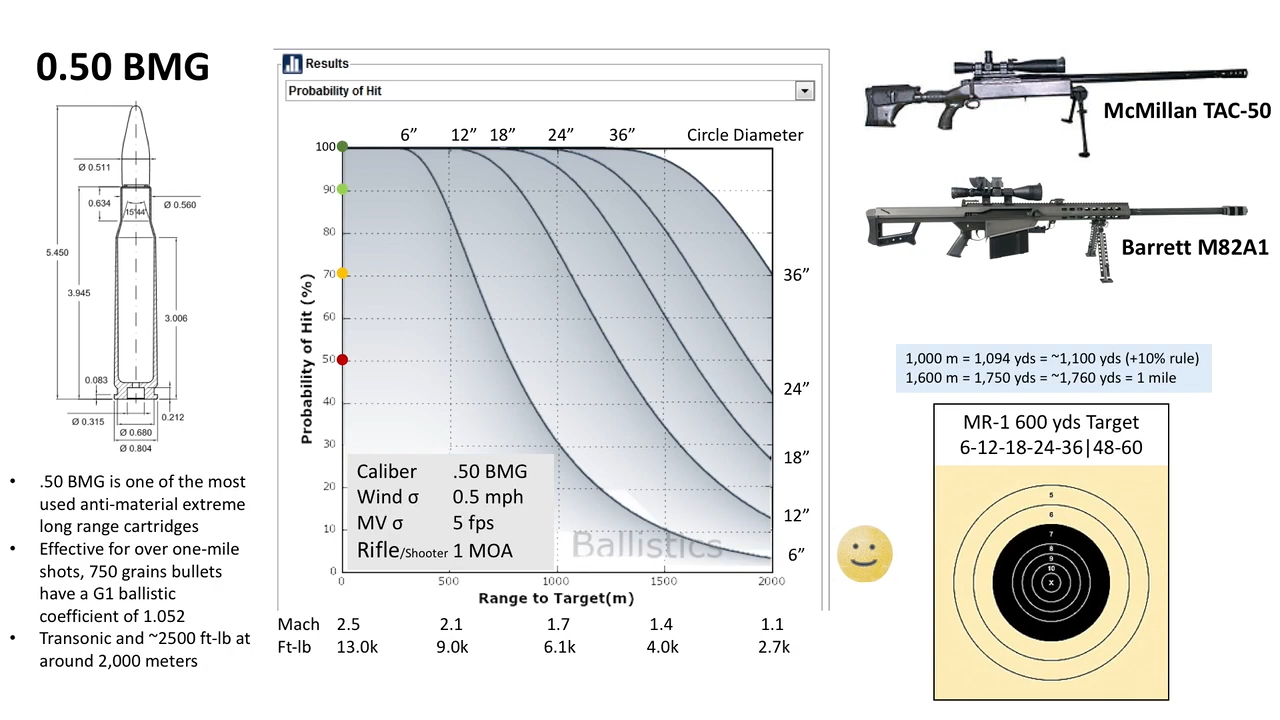 0.50 BMG
Ø 0.511
0.634
15°44'
Ø 0.560
5.450
3.945
3.006
0.083
Ø 0.315
0.212
Ø 0.680
Ø 0.804
• .50 BMG is one of the most
used anti-material extreme
long range cartridges
• Effective for over one-mile
shots, 750 grains bullets
have a G1 ballistic
coefficient of 1.052
• Transonic and ~2500 ft-lb at
around 2,000 meters
Results
Probability of Hit
6” 12” 18” 24” 36” Circle Diameter
100
90
80
70
60
50
40
30
20
10
0
Probability of Hit (%)
36”
24”
18”
12”
6”
Caliber .50 BMG
Wind σ 0.5 mph
MV σ 5 fps
Rifle/Shooter 1 MOA
Ballistics
0 500 1000 1500 2000
Range to Target(m)
Mach 2.5 2.1 1.7 1.4 1.1
Ft-lb 13.0k 9.0k 6.1k 4.0k 2.7k
McMillan TAC-50
Barrett M82A1
1,000 m = 1,094 yds = ~1,100 yds (+10% rule)
1,600 m = 1,750 yds = ~1,760 yds = 1 mile
MR-1 600 yds Target
6-12-18-24-36|48-60
5
6
7
8
9
10
X